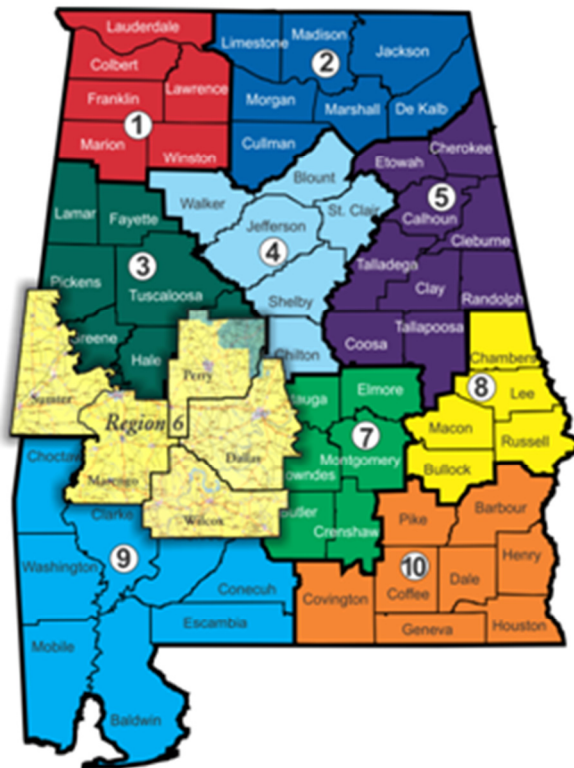 Lauderdale
Limestone
Madison
Jackson
2
Colbert
Lawrence
Franklin
Morgan
Marshall
De Kalb
1
Marion
Winston
Cullman
Cherokee
Etowah
Blount
Walker
St. Clair
5
Lamar
Fayette
Jefferson
Calhoun
4
Cleburne
3
Talladega
Pickens
Tuscaloosa
Clay
Shelby
Randolph
Greene
Tallapoosa
Coosa
Hale
Chilton
Chambers
Perry
Sumter
tauga
Elmore
8
Lee
Region 6
Macon
7
Russell
Dallas
Montgomery
Choctaw
owndes
Bullock
Marengo
Clarke
Wilcox
Butler
Pike
Barbour
Crenshaw
9
Henry
Washington
10
Dale
Conecuh
Covington
Coffee
Escambia
Geneva
Houston
Mobile
Baldwin